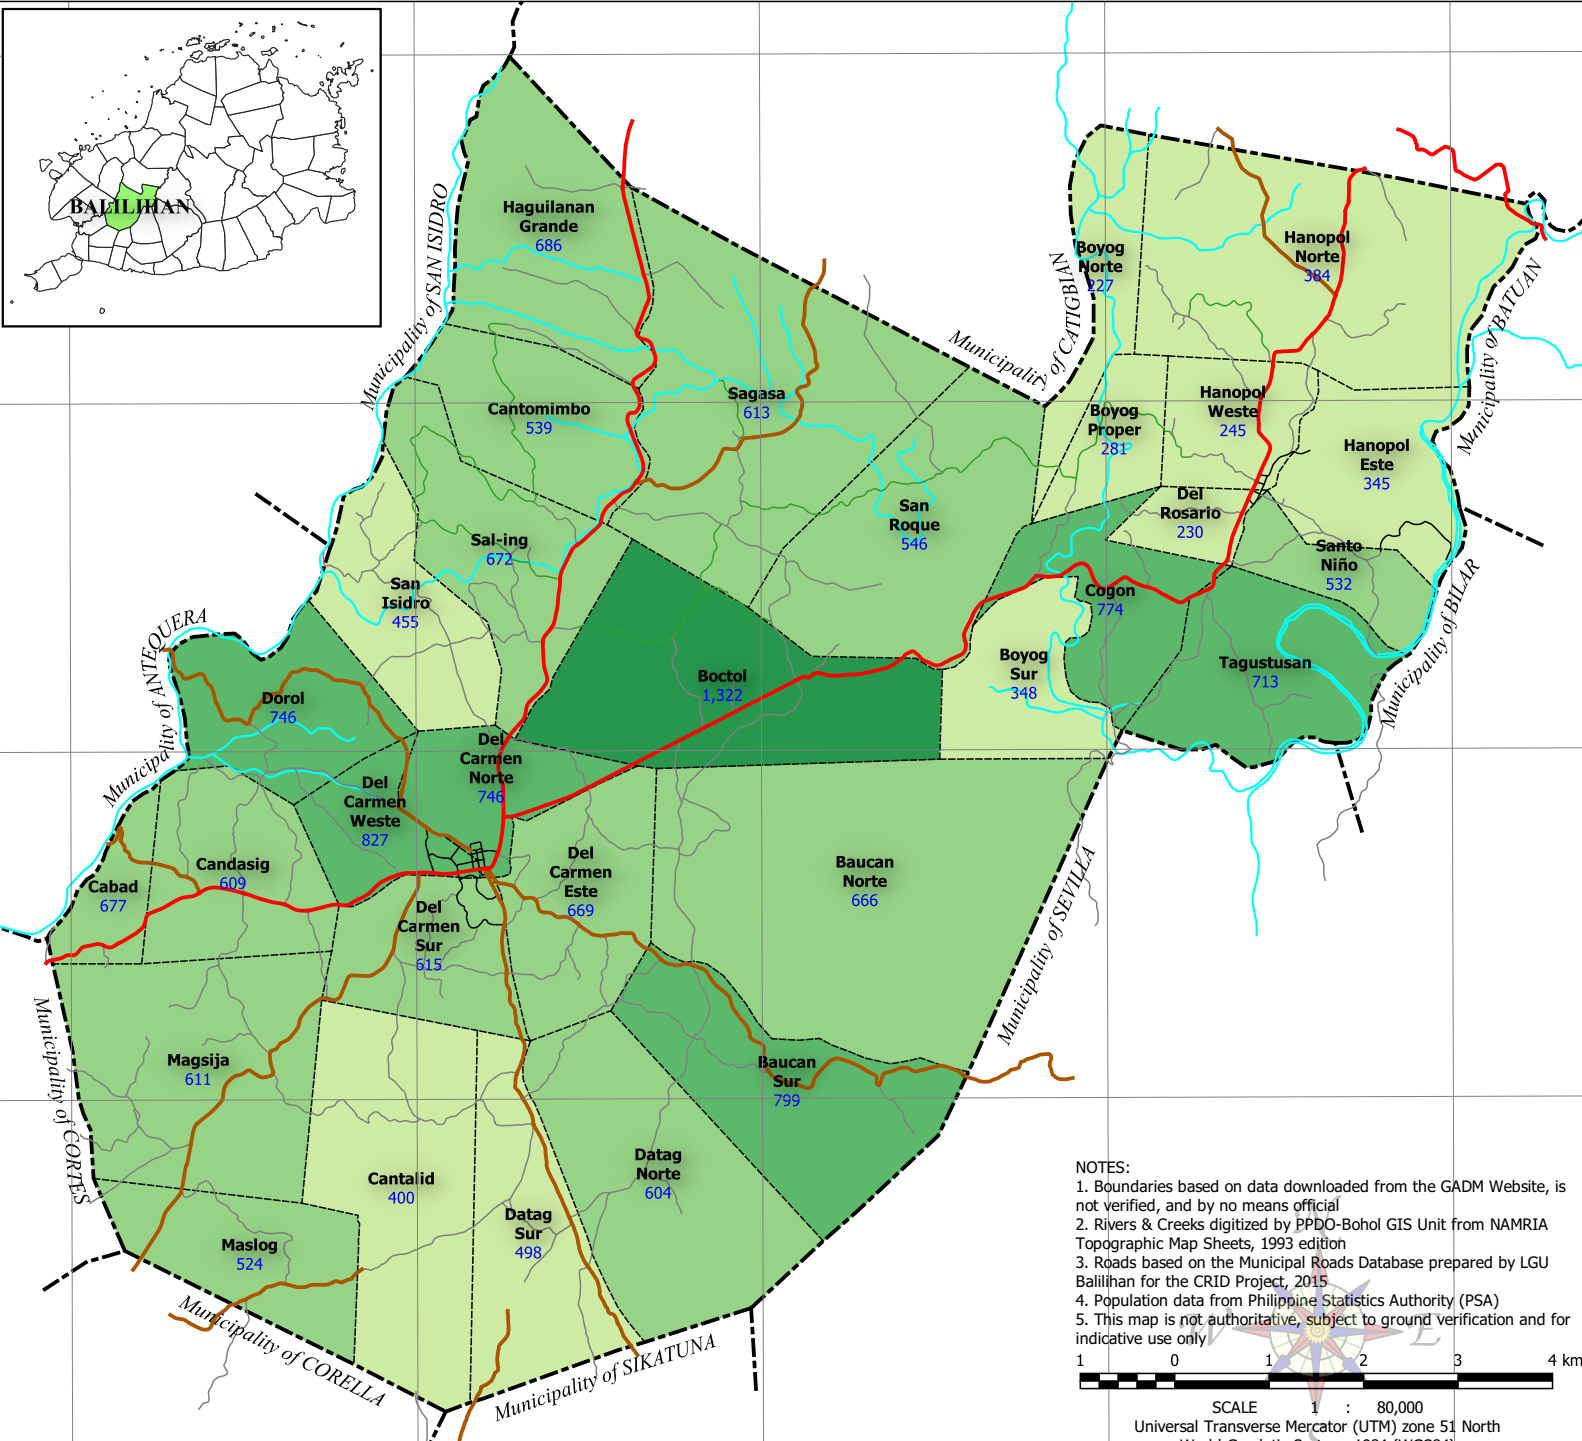 BALILIHAN
Municipality of SAN ISIDRO
Haguilanan
Grande
686
Municipality of CATIGBIAN
Boyog
Norte
227
Hanopol
Norte
384
Municipality of BATUAN
Cantomimbo
539
Sagasa
613
Boyog
Proper
281
Hanopol
Weste
245
Hanopol
Este
345
San
Roque
546
Del
Rosario
230
Sal-ing
672
Santo
Niño
532
San
Isidro
455
Cogon
774
Municipality of ANTEQUERA
Municipality of BILAR
Dorol
746
Boctol
1,322
Boyog
Sur
348
Tagustusan
713
Del
Carmen
Norte
746
Del
Carmen
Weste
827
Candasig
609
Cabad
677
Del
Carmen
Este
669
Baucan
Norte
666
Del
Carmen
Sur
615
Municipality of SEVILLA
Magsija
611
Municipality of CORTES
Baucan
Sur
799
Cantalid
400
Datag
Norte
604
Datag
Sur
498
Maslog
524
Municipality of CORELLA
Municipality of SIKATUNA
NOTES:
1. Boundaries based on data downloaded from the GADM Website, is
not verified, and by no means official
2. Rivers & Creeks digitized by PPDO-Bohol GIS Unit from NAMRIA
Topographic Map Sheets, 1993 edition
3. Roads based on the Municipal Roads Database prepared by LGU
Balilihan for the CRID Project, 2015
4. Population data from Philippine Statistics Authority (PSA)
5. This map is not authoritative, subject to ground verification and for
indicative use only
N
W E
1 0 1 2 3 4 km
SCALE 1 : 80,000
Universal Transverse Mercator (UTM) zone 51 North